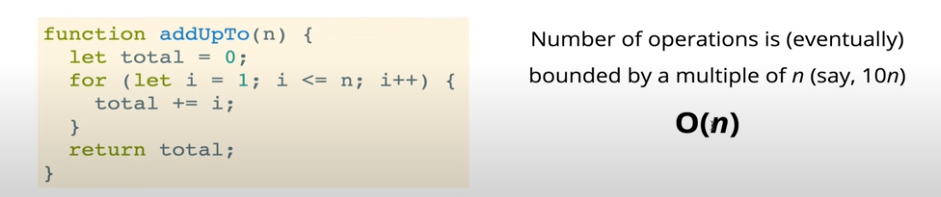 function addUpTo(n) {
  let total = 0;
  for (let i = 1; i <= n; i++) {
    total += i;
  }
  return total;
}
Number of operations is (eventually)
bounded by a multiple of n (say, 10n)
O(n)